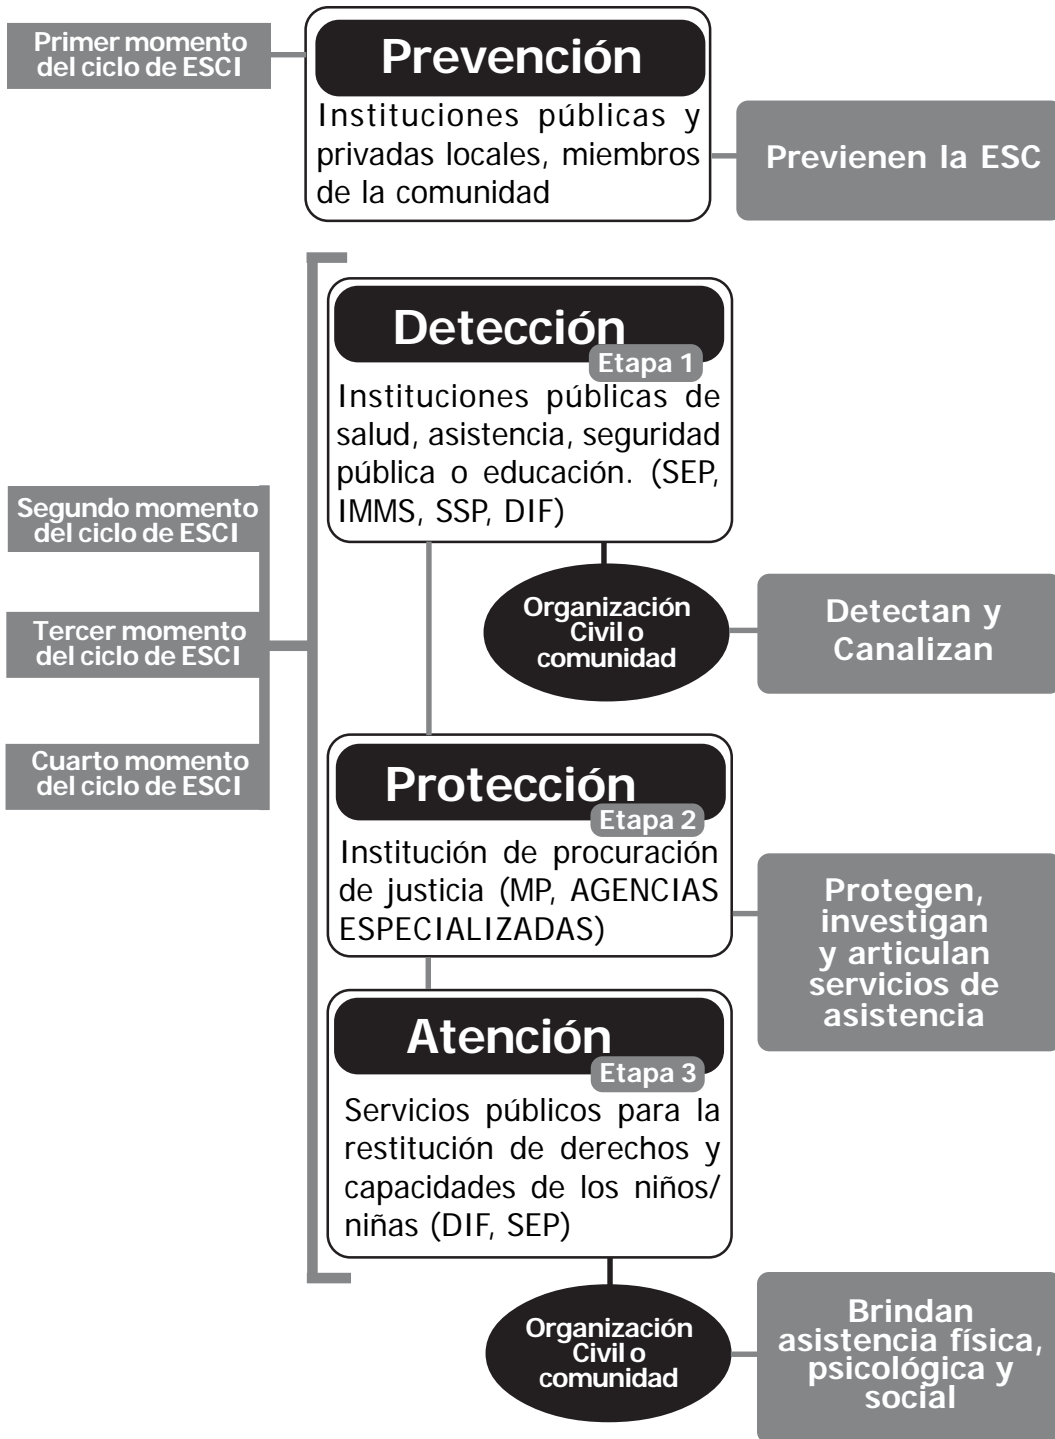 Primer momento
del ciclo de ESCI
Prevención
Instituciones públicas y
privadas locales, miembros
de la comunidad
Previenen la ESC
Detección
Etapa 1
Instituciones públicas de
salud, asistencia, seguridad
pública o educación. (SEP,
IMMS, SSP, DIF)
Segundo momento
del ciclo de ESCI
Tercer momento
del ciclo de ESCI
Cuarto momento
del ciclo de ESCI
Organización
Civil o
comunidad
Detectan y
Canalizan
Protección
Etapa 2
Institución de procuración
de justicia (MP, AGENCIAS
ESPECIALIZADAS)
Protegen,
investigan
y articulan
servicios de
asistencia
Atención
Etapa 3
Servicios públicos para la
restitución de derechos y
capacidades de los niños/
niñas (DIF, SEP)
Organización
Civil o
comunidad
Brindan
asistencia física,
psicológica y
social